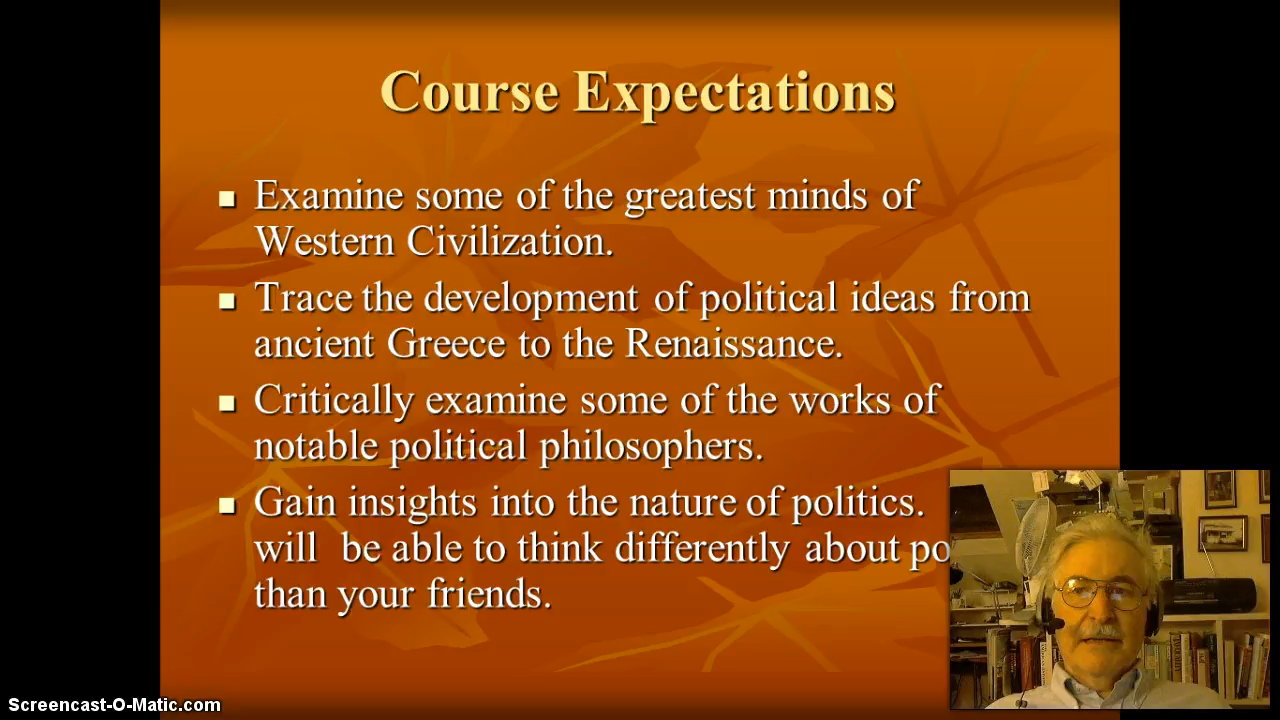 Course Expectations
Examine some of the greatest minds of
Western Civilization.
Trace the development of political ideas from
ancient Greece to the Renaissance.
Critically examine some of the works of
notable political philosophers.
Gain insights into the nature of politics.
will be able to think differently about po
than your friends.
Screencast-O-Matic.com